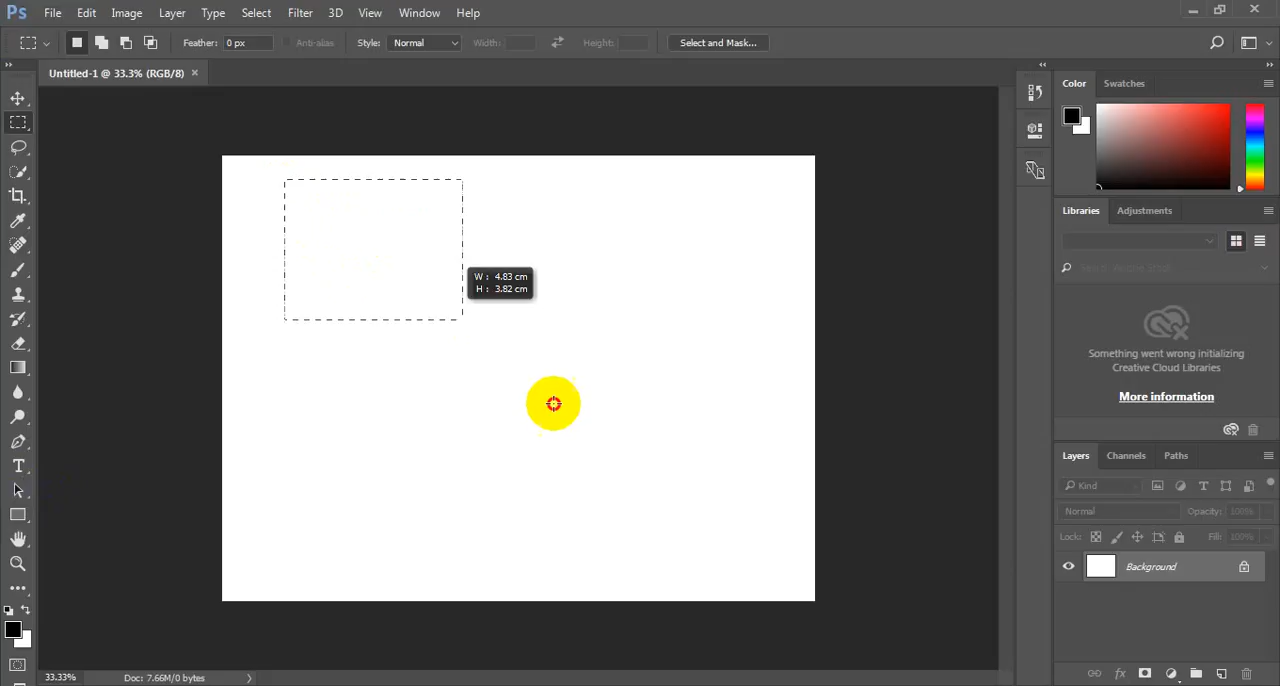 Ps File Edit Image Layer Type Select Filter 3D View Window Help
Feather: 0 px Anti-alias Style: Normal Width: Height: Select and Mask...
Untitled-1 @ 33.3% (RGB/8) ×
Color Swatches
W : 4.83 cm
H : 3.82 cm
Libraries Adjustments
Something went wrong initializing
Creative Cloud Libraries
More information
Layers Channels Paths
Kind
Normal Opacity: 100%
Lock: Fill: 100%
Background
T
fx
33.33% Doc: 7.66M/0 bytes